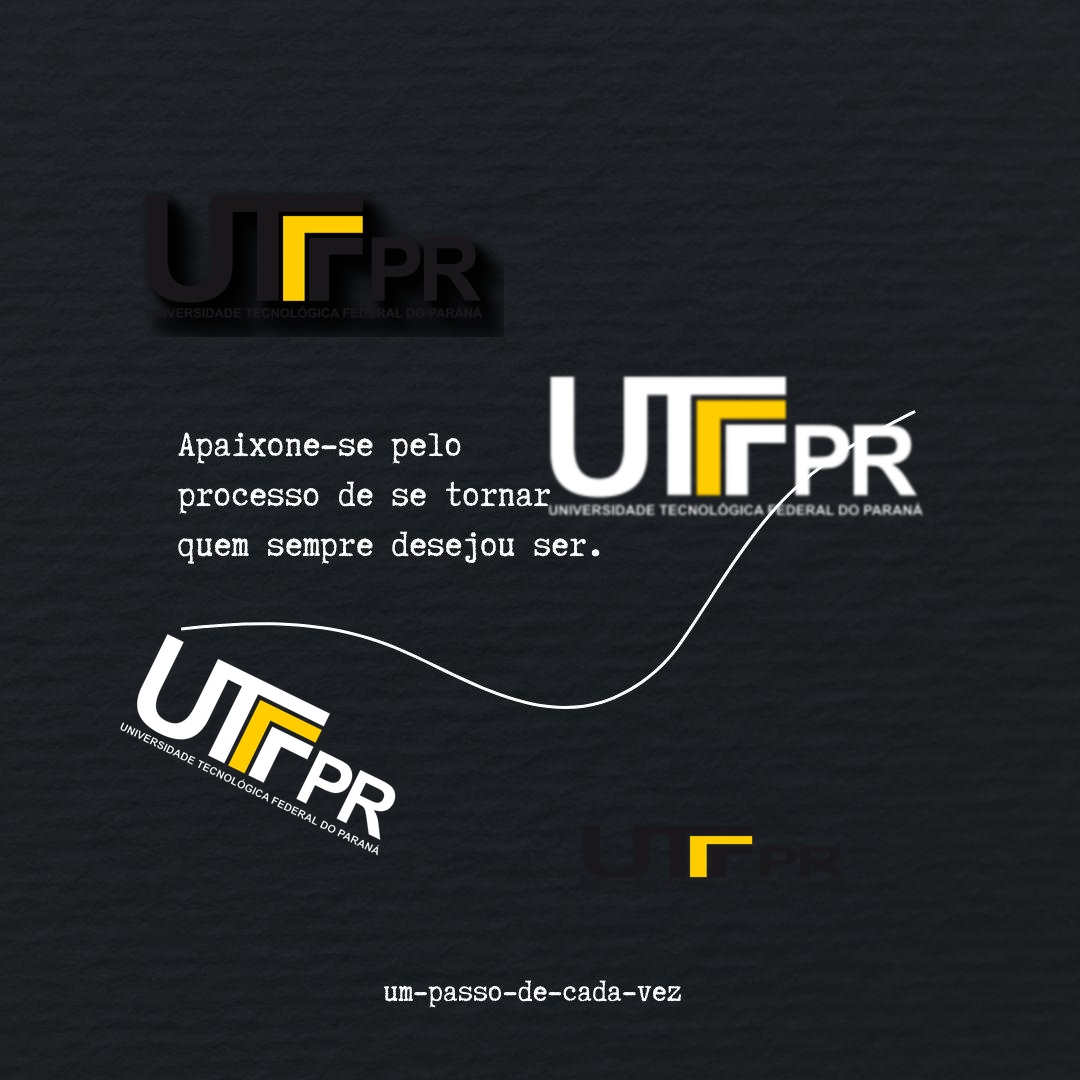 UTFPR
UNIVERSIDADE TECNOLÓGICA FEDERAL DO PARANÁ
UTFPR
UNIVERSIDADE TECNOLÓGICA FEDERAL DO PARANÁ
Apaixone-se pelo
processo de se tornar
quem sempre desejou ser.
UTFPR
UNIVERSIDADE TECNOLÓGICA FEDERAL DO PARANÁ
UTFPR
um-passo-de-cada-vez